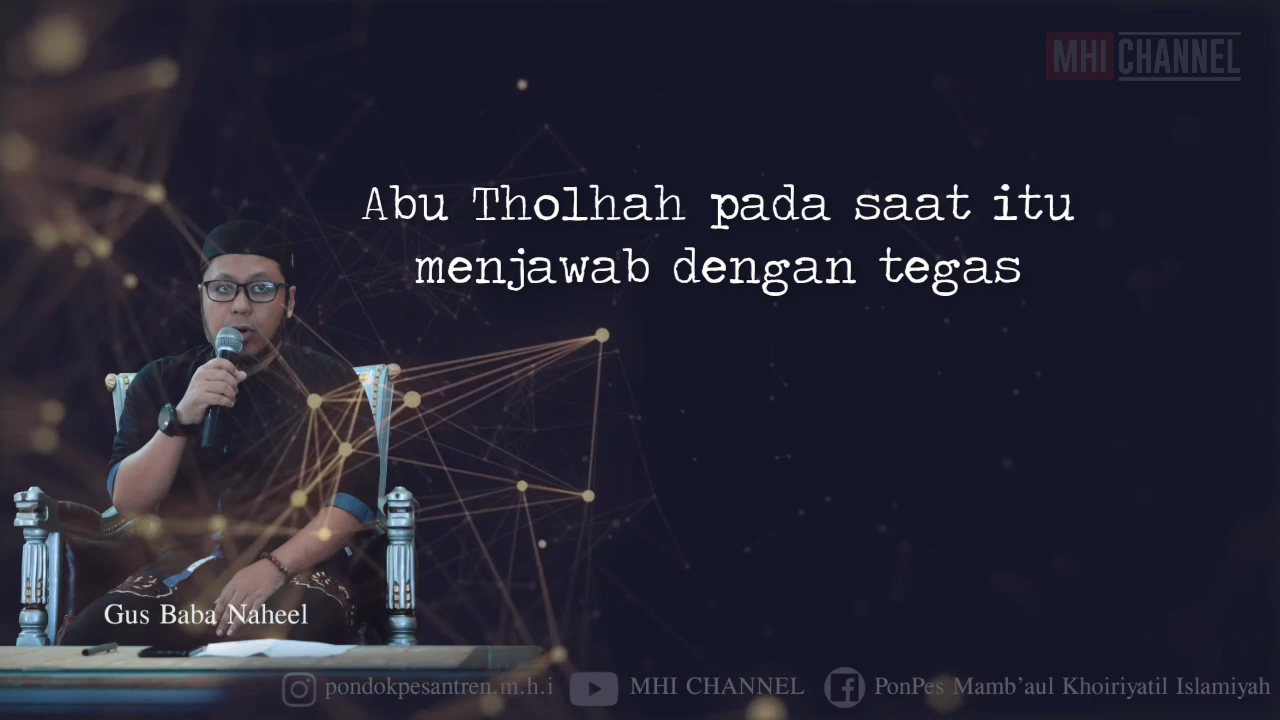 MHI CHANNEL
Abu Tholhah pada saat itu
menjawab dengan tegas
Gus Baba Naheel
pondokpesantren.m.h.i MHI CHANNEL PonPes Mamb'aul Khoiriyatil Islamiyah